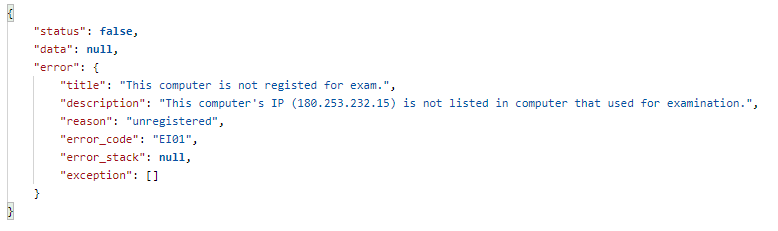 {
"status": false,
"data": null,
"error": {
"title": "This computer is not registed for exam.",
"description": "This computer's IP (180.253.232.15) is not listed in computer that used for examination.",
"reason": "unregistered",
"error_code": "EI01",
"error_stack": null,
"exception": []
}
}